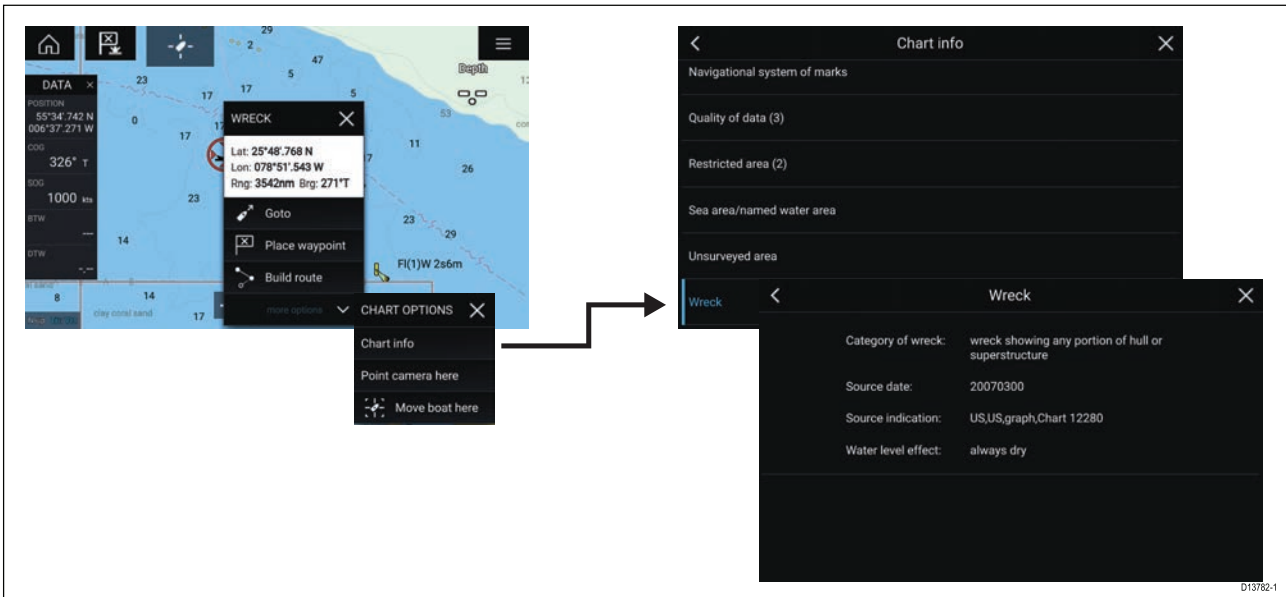 29
2
47
5
Depth
DATA ×
POSITION
55°34'.742 N
006°37'.271 W
COG
326° T
SOG
1000 kts
BTW
---
DTW
-.--
23
17
17
5
53
0
17
11
26
23
23
29
14
Fl(1)W 2s6m
8
14
clay coral sand
17
WRECK
Lat: 25°48'.768 N
Lon: 078°51'.543 W
Rng: 3542nm Brg: 271°T
Goto
Place waypoint
Build route
more options
CHART OPTIONS
Chart info
Point camera here
Move boat here
Chart info
Navigational system of marks
Quality of data (3)
Restricted area (2)
Sea area/named water area
Unsurveyed area
Wreck
Wreck
Category of wreck: wreck showing any portion of hull or
superstructure
Source date: 20070300
Source indication: US,US,graph,Chart 12280
Water level effect: always dry
D13782-1